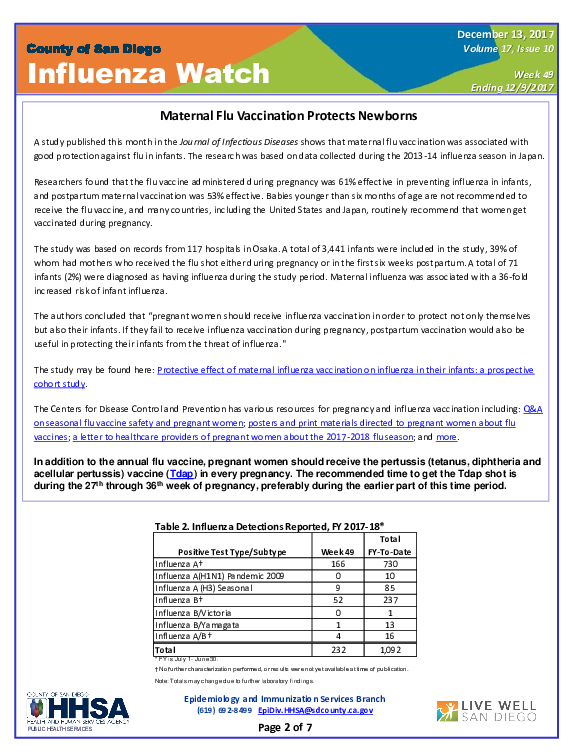 December 13, 2017
County of San Diego
Volume 17, Issue 10
Influenza Watch
Week 49
Ending 12/9/2017
Maternal Flu Vaccination Protects Newborns
A study published this month in the Journal of Infectious Diseases shows that maternal flu vaccination was associated with
good protection against flu in infants. The research was based on data collected during the 2013-14 influenza season in Japan.
Researchers found that the flu vaccine administered during pregnancy was 61% effective in preventing influenza in infants,
and postpartum maternal vaccination was 53% effective. Babies younger than six months of age are not recommended to
receive the flu vaccine, and many countries, including the United States and Japan, routinely recommend that women get
vaccinated during pregnancy.
The study was based on records from 117 hospitals in Osaka. A total of 3,441 infants were included in the study, 39% of
whom had mothers who received the flu shot either during pregnancy or in the first six weeks postpartum. A total of 71
infants (2%) were diagnosed as having influenza during the study period. Maternal influenza was associated with a 36-fold
increased risk of infant influenza.
The authors concluded that "pregnant women should receive influenza vaccination in order to protect not only themselves
but also their infants. If they fail to receive influenza vaccination during pregnancy, postpartum vaccination would also be
useful in protecting their infants from the threat of influenza."
The study may be found here: Protective effect of maternal influenza vaccination on influenza in their infants: a prospective
cohort study.
The Centers for Disease Control and Prevention has various resources for pregnancy and influenza vaccination including: Q&A
on seasonal flu vaccine safety and pregnant women; posters and print materials directed to pregnant women about flu
vaccines; a letter to healthcare providers of pregnant women about the 2017-2018 flu season; and more.
In addition to the annual flu vaccine, pregnant women should receive the pertussis (tetanus, diphtheria and
acellular pertussis) vaccine (Tdap) in every pregnancy. The recommended time to get the Tdap shot is
during the 27th through 36th week of pregnancy, preferably during the earlier part of this time period.
Table 2. Influenza Detections Reported, FY 2017-18*
Positive Test Type/Subtype Week 49 Total FY-To-Date
Influenza A† 166 730
Influenza A(H1N1) Pandemic 2009 0 10
Influenza A (H3) Seasonal 9 85
Influenza B† 52 237
Influenza B/Victoria 0 1
Influenza B/Yamagata 1 13
Influenza A/B† 4 16
Total 232 1,092
* FY is July 1- June 30.
† No further characterization performed, or results were not yet available at time of publication.
Note: Totals may change due to further laboratory findings.
COUNTY OF SAN DIEGO
HHSA
HEALTH AND HUMAN SERVICES AGENCY
PUBLIC HEALTH SERVICES
Epidemiology and Immunization Services Branch
(619) 692-8499 EpiDiv.HHSA@sdcounty.ca.gov
Page 2 of 7
LIVE WELL
SAN DIEGO